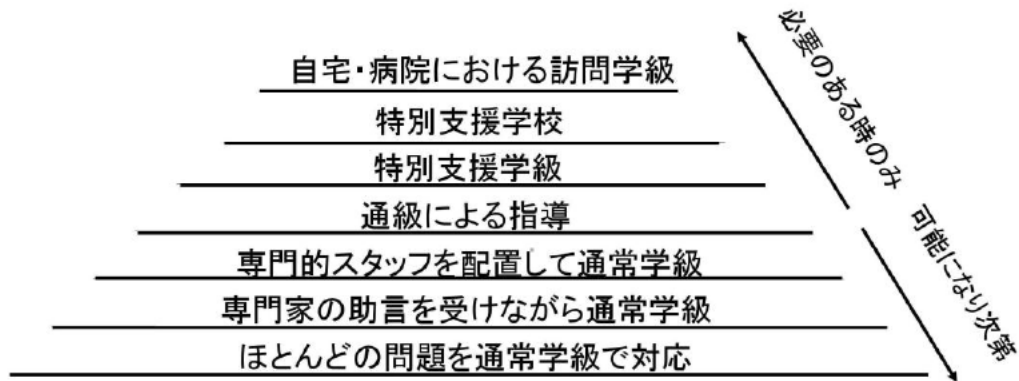 自宅・病院における訪問学級
特別支援学校
特別支援学級
通級による指導
専門的スタッフを配置して通常学級
専門家の助言を受けながら通常学級
ほとんどの問題を通常学級で対応
必要のある時のみ
可能になり次第